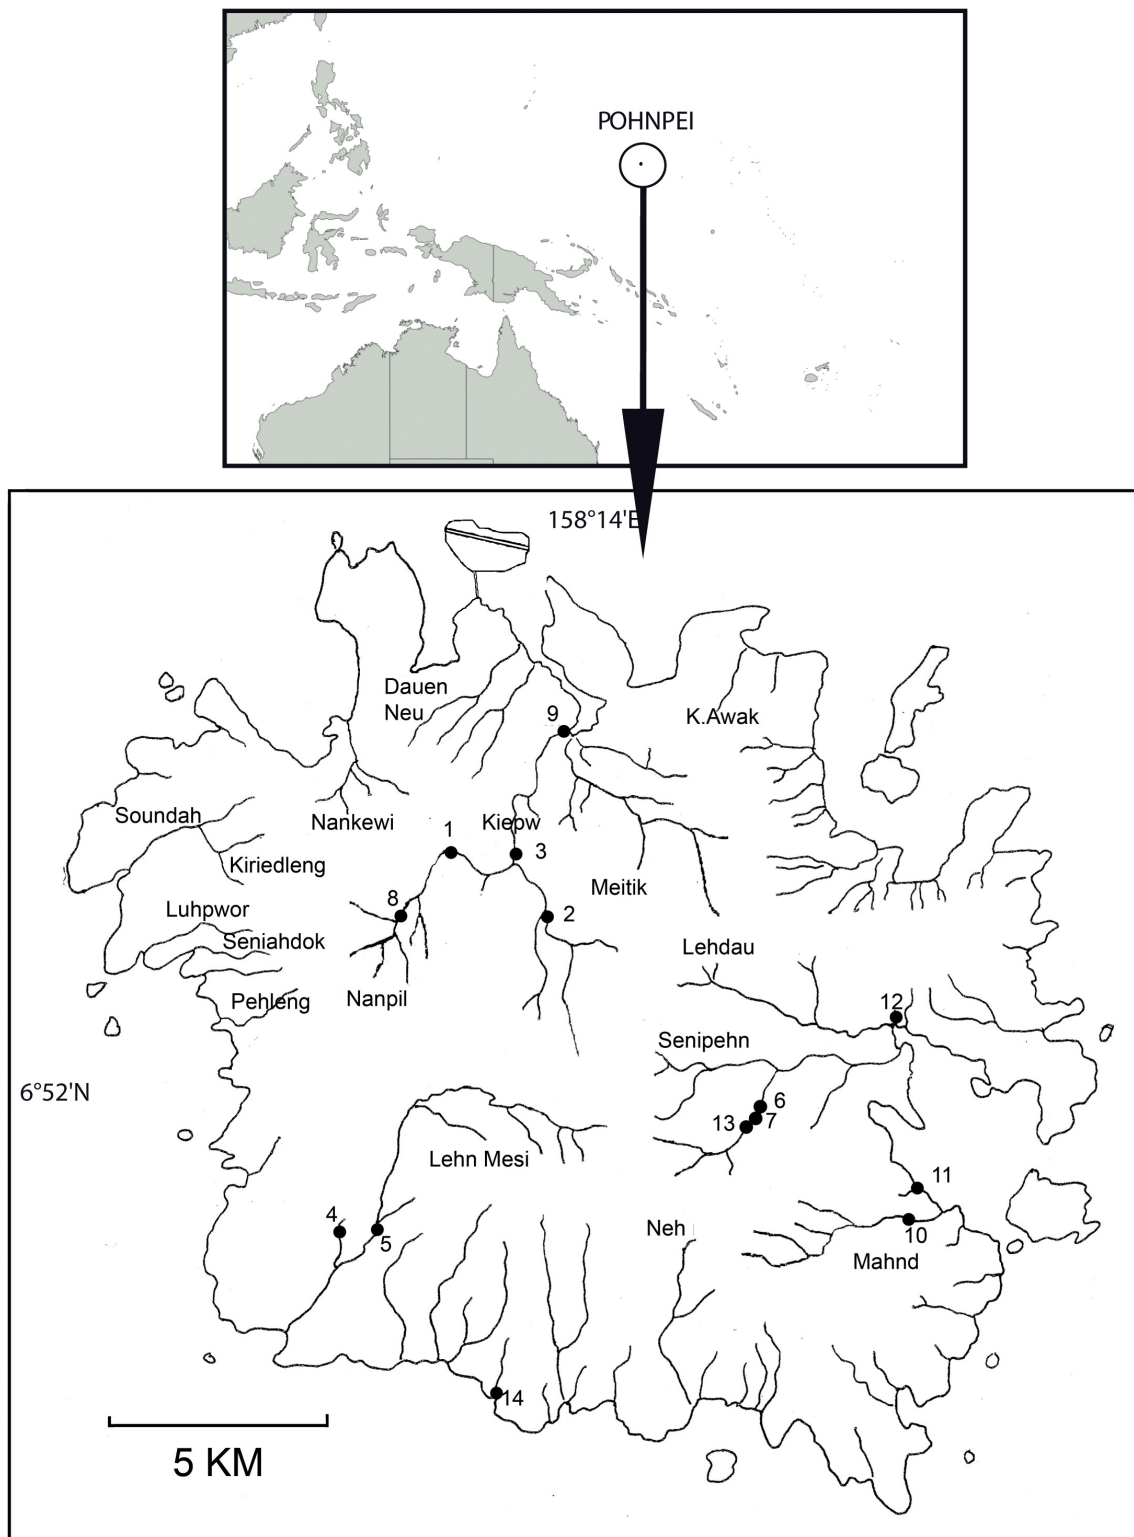 POHNPEI
158°14'E
Dauen
Neu
9
K.Awak
Soundah
Nankewi
1
Kiepw
3
Kiriedleng
8
Meitik
2
Luhpwor
Seniahdok
Lehdau
Pehleng
Nanpil
12
Senipehn
6°52'N
6
7
13
Lehn Mesi
11
4
5
Neh
10
Mahnd
14
5 KM